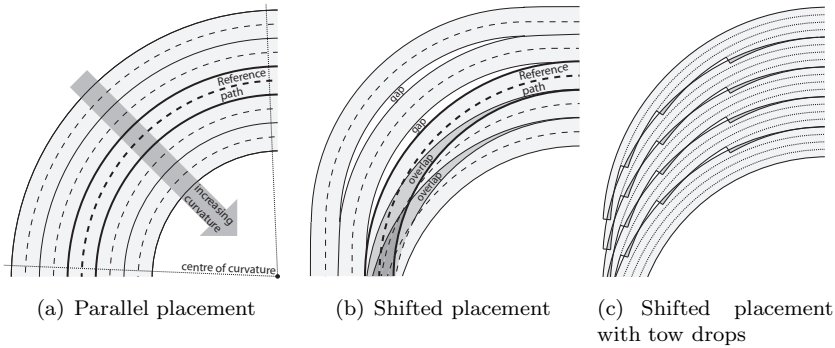 Reference
path
increasing
curvature
centre of curvature
gap
gap
Reference
path
overlap
overlap
(a) Parallel placement
(b) Shifted placement
(c) Shifted placement
with tow drops